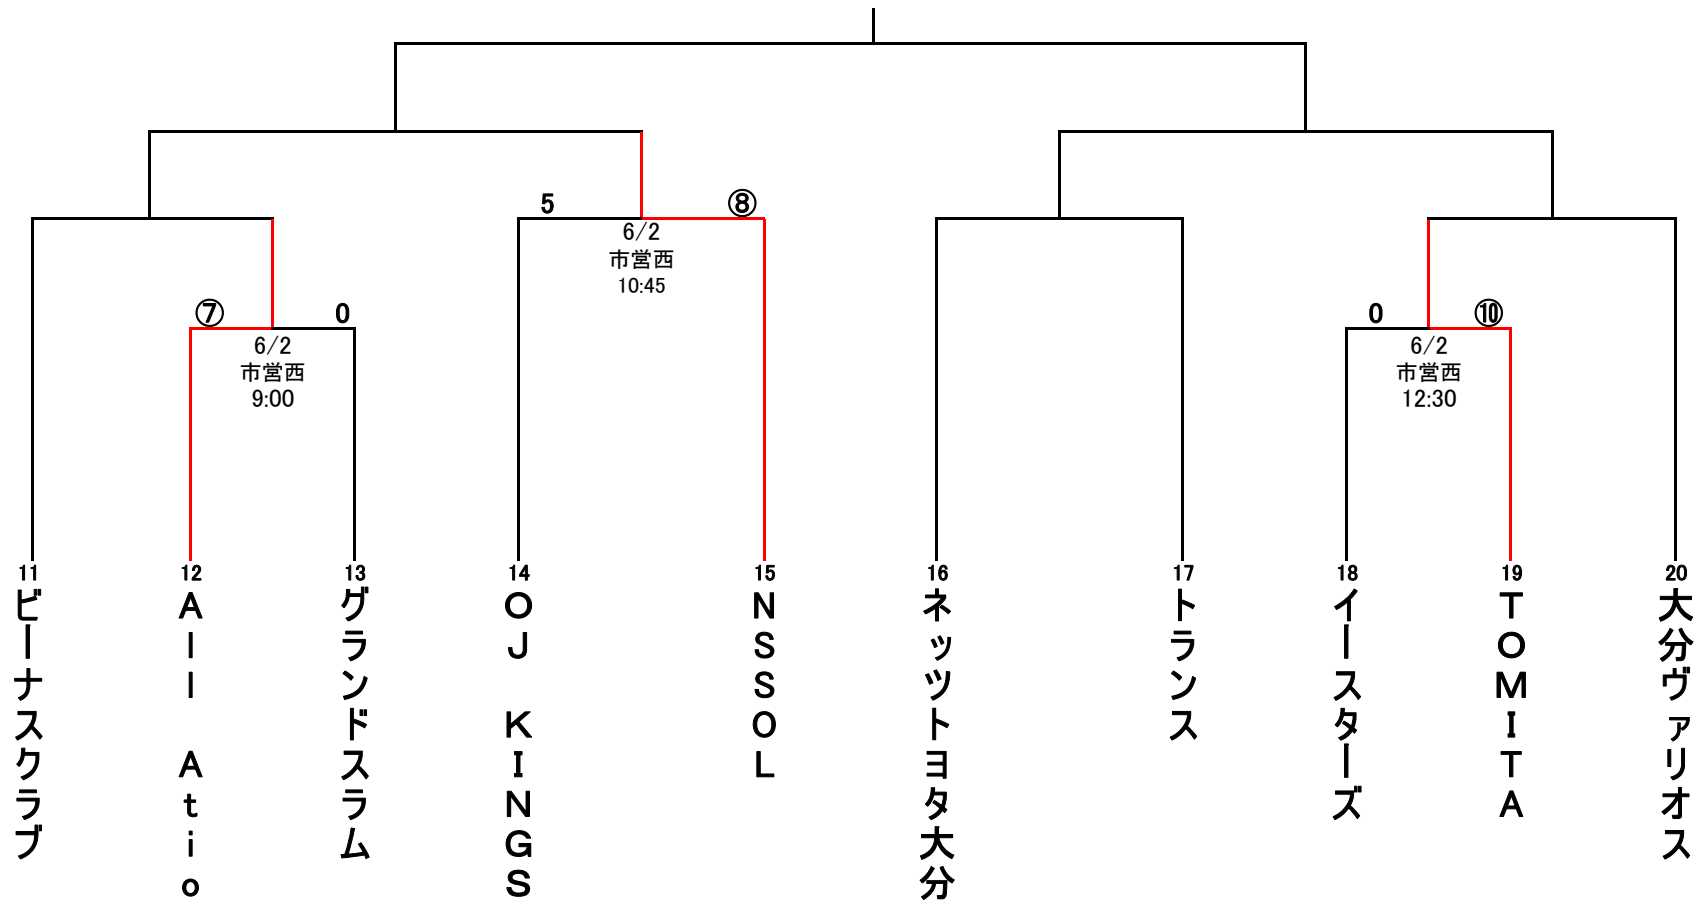 5
⑧
6/2
市営西
10:45
⑦
0
6/2
市営西
9:00
0
⑩
6/2
市営西
12:30
11
ビーナスクラブ
12
All Atio
13
グランドスラム
14
OJ KINGS
15
NSSOL
16
ネッツトヨタ大分
17
トランス
18
イースターズ
19
TOMITA
20
大分ヴァリオス